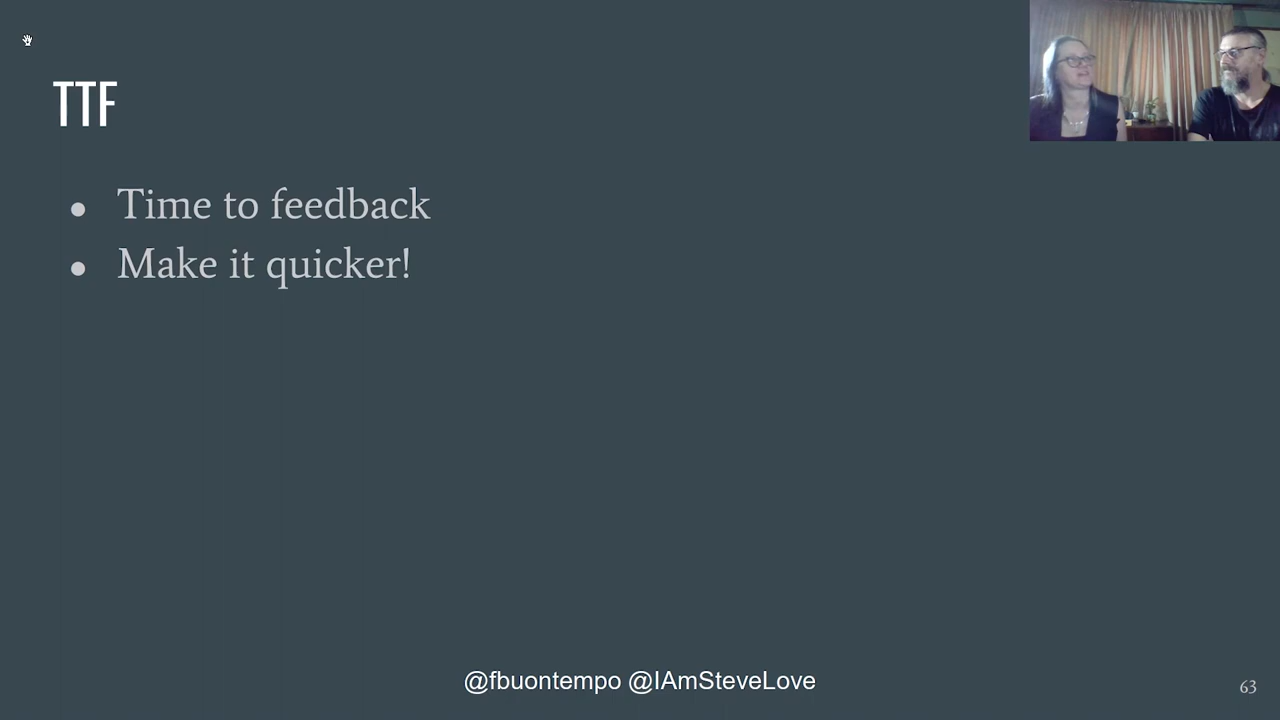 TTF
● Time to feedback
● Make it quicker!
@fbuontempo @IAmSteveLove
63